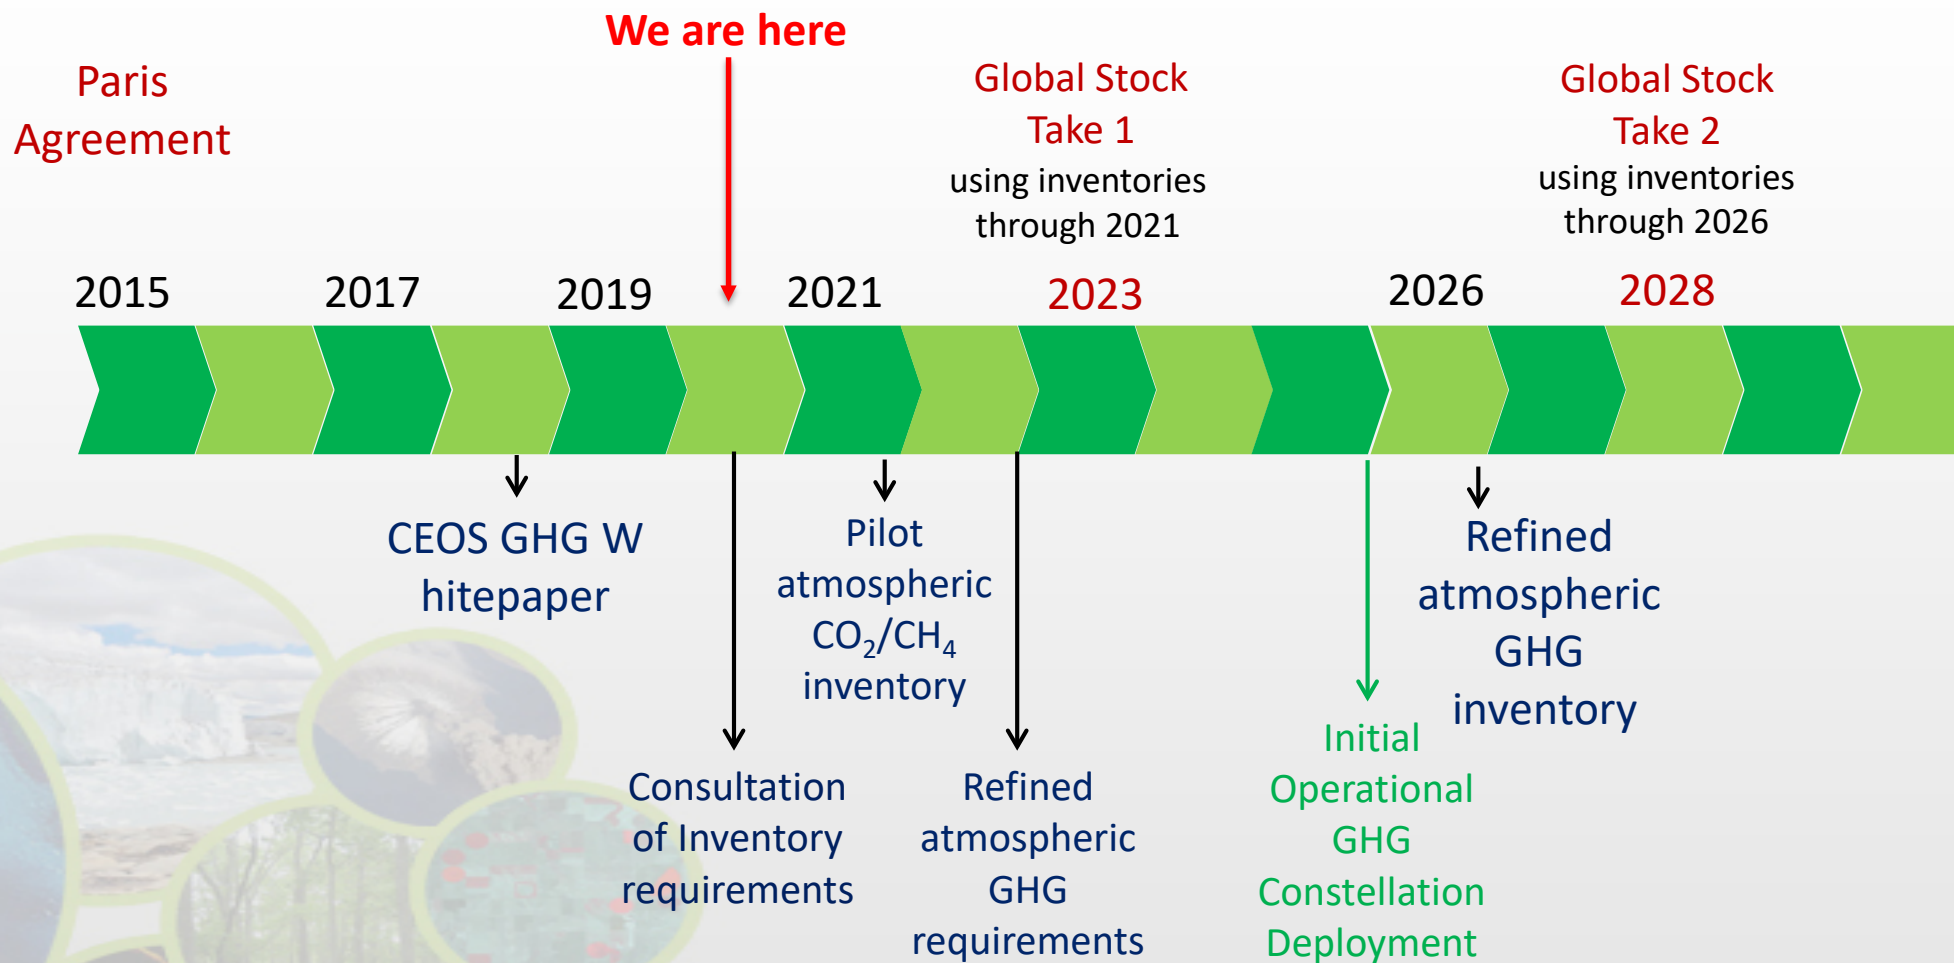 We are here
Paris
Agreement
Global Stock
Take 1
using inventories
through 2021
Global Stock
Take 2
using inventories
through 2026
2015
2017
2019
2021
2023
2026
2028
CEOS GHG W
hitepaper
Pilot
atmospheric
CO₂/CH₄
inventory
Refined
atmospheric
GHG
inventory
Consultation
of Inventory
requirements
Refined
atmospheric
GHG
requirements
Initial
Operational
GHG
Constellation
Deployment